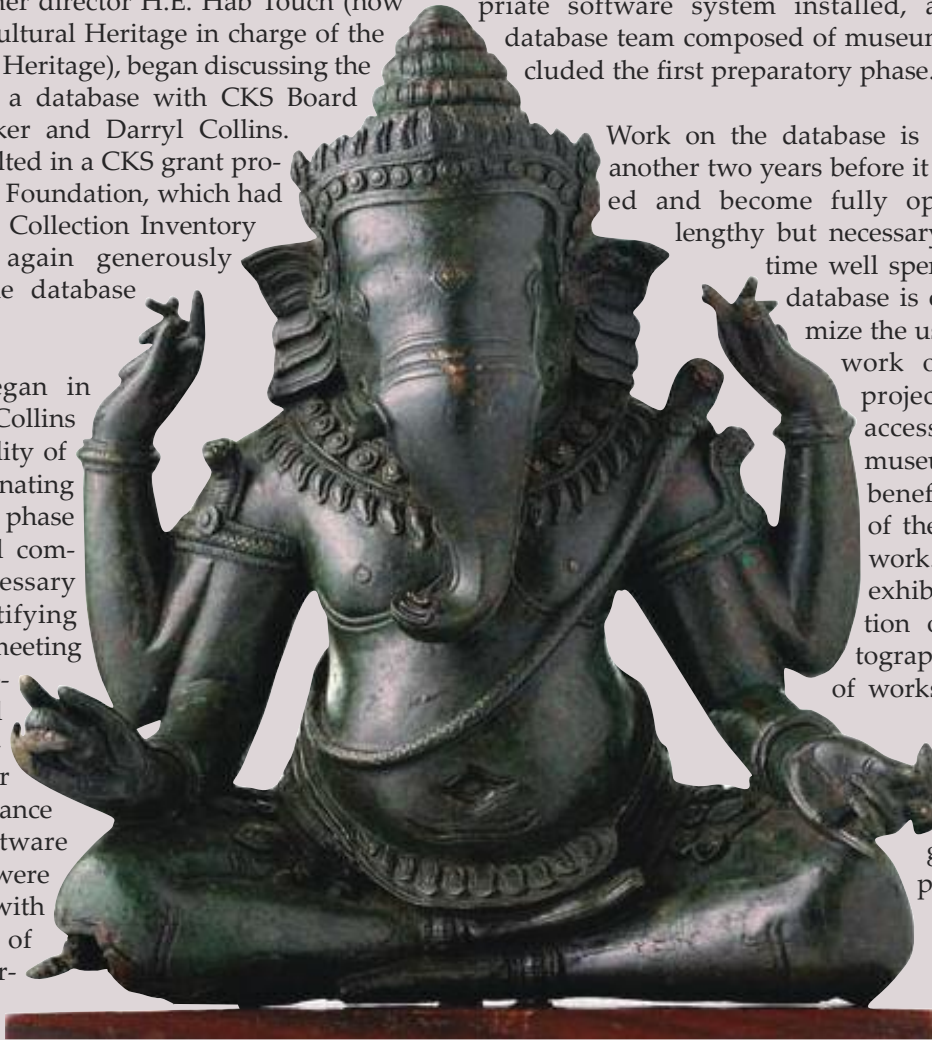 her director H.E. Hab Touch (now
ultural Heritage in charge of the
Heritage), began discussing the
a database with CKS Board
ker and Darryl Collins.
lted in a CKS grant pro-
Foundation, which had
Collection Inventory
again generously
e database
egan in
Collins
lity of
nating
phase
com-
essary
tifying
meeting
-
r
ance
tware
were
with
of
r-
priate software system installed, a
database team composed of museum
cluded the first preparatory phase.
Work on the database is
another two years before it
ed and become fully op
lengthy but necessary
time well spen
database is
mize the us
work o
projec
access
museu
benef
of the
work.
exhib
tion o
tograp
of works
g
p